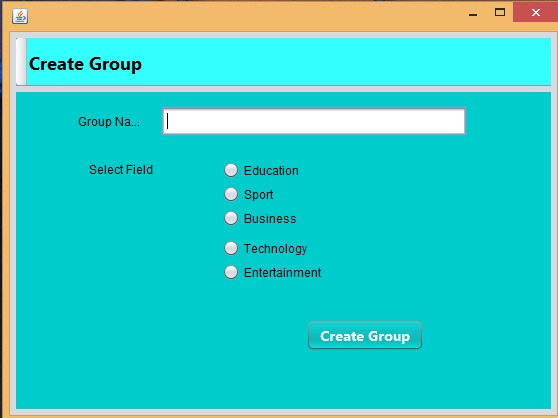 Create Group
Group Na...
Select Field
Education
Sport
Business
Technology
Entertainment
Create Group